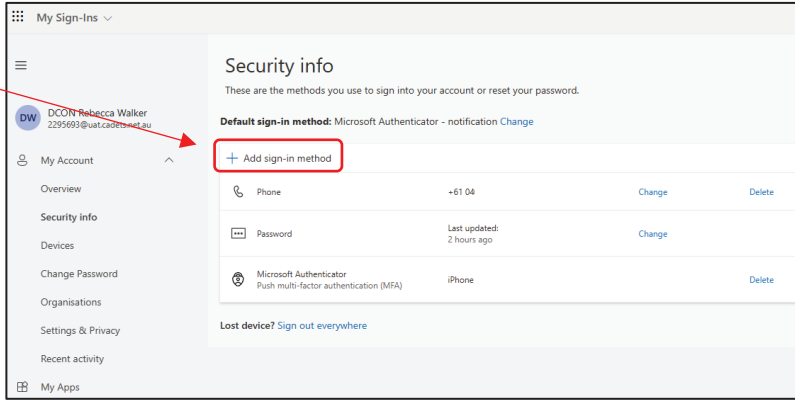 My Sign-Ins
Security info
These are the methods you use to sign into your account or reset your password.
DW
DCON Rebecca Walker
2295693@uat.cadets.net.au
Default sign-in method: Microsoft Authenticator - notification Change
My Account
+ Add sign-in method
Overview
Phone +61 04 Change Delete
Security info
Password Last updated: 2 hours ago Change
Devices
Change Password
Microsoft Authenticator
Push multi-factor authentication (MFA) iPhone Delete
Organisations
Settings & Privacy
Lost device? Sign out everywhere
Recent activity
My Apps